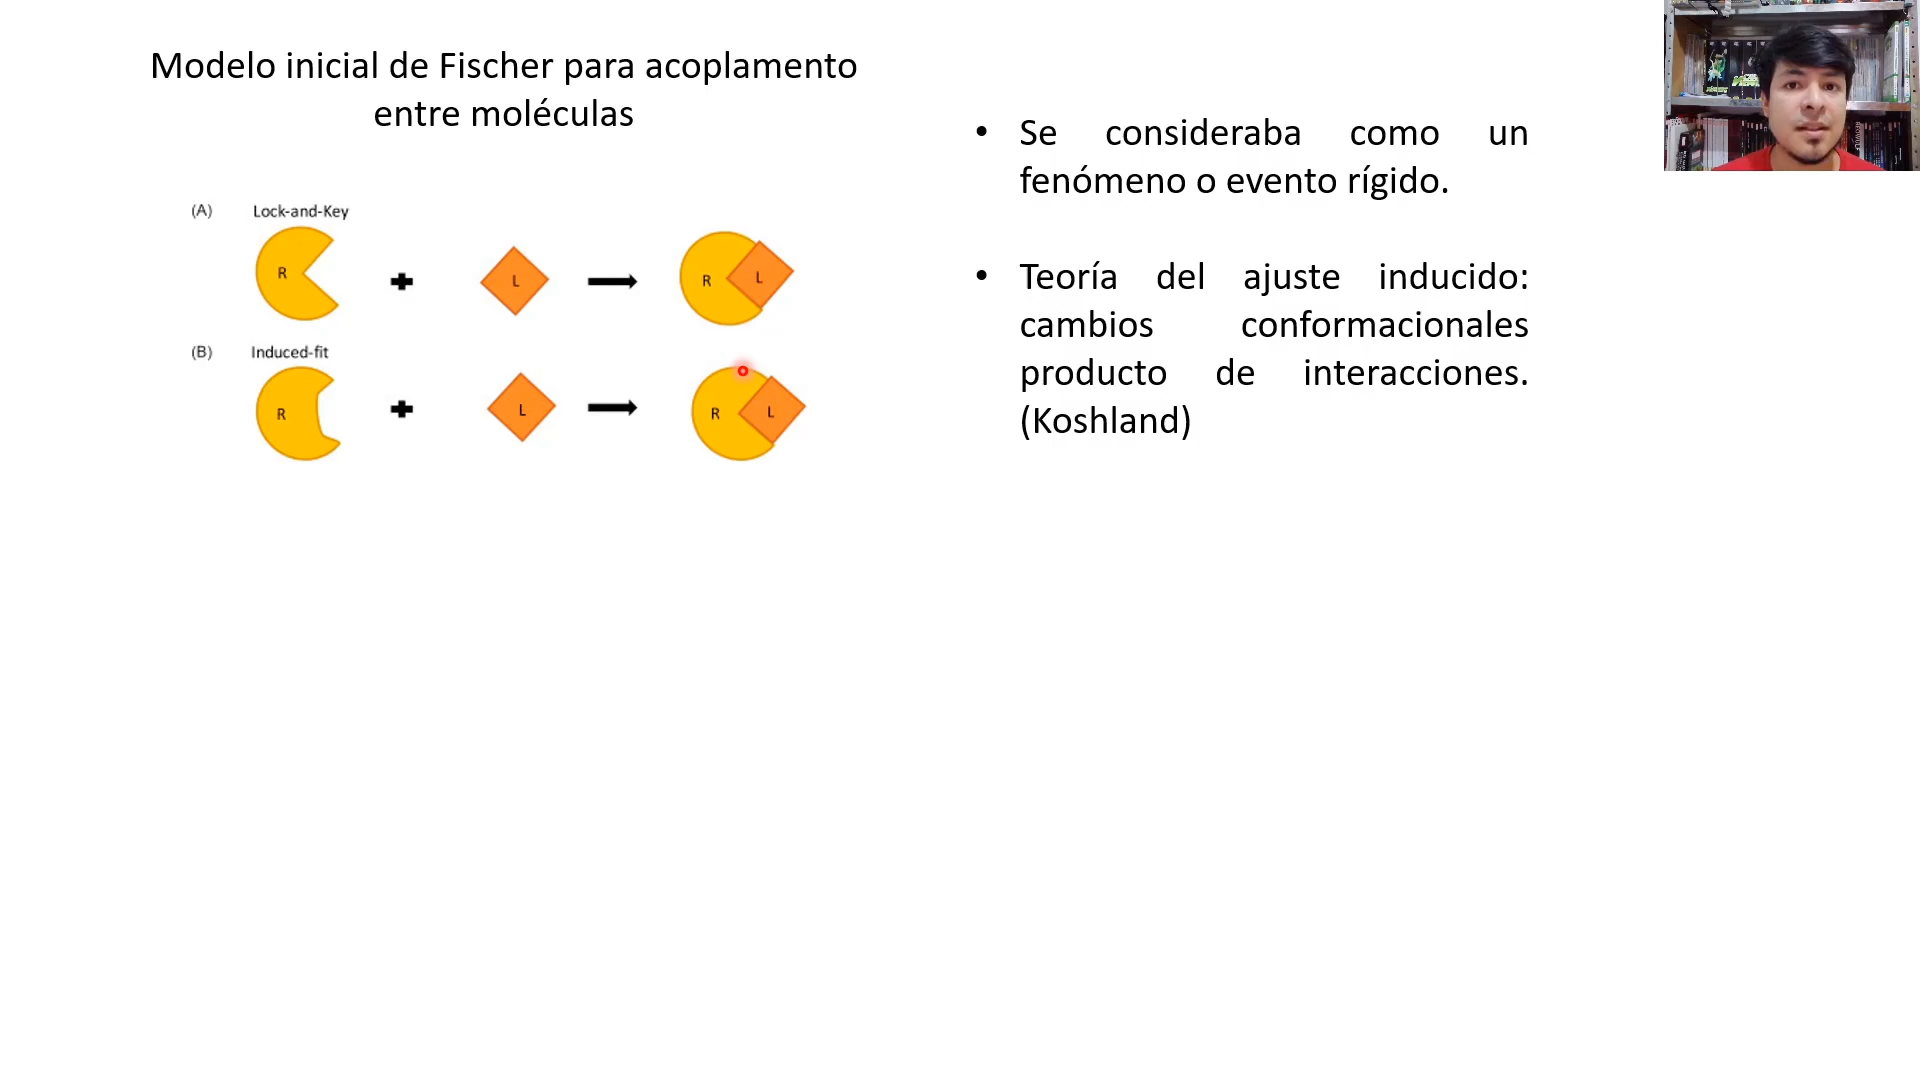 Modelo inicial de Fischer para acoplamento
entre moléculas
(A) Lock-and-Key
R
L
R
L
(B) Induced-fit
R
L
R
L
• Se consideraba como un
fenómeno o evento rígido.
• Teoría del ajuste inducido:
cambios conformacionales
producto de interacciones.
(Koshland)